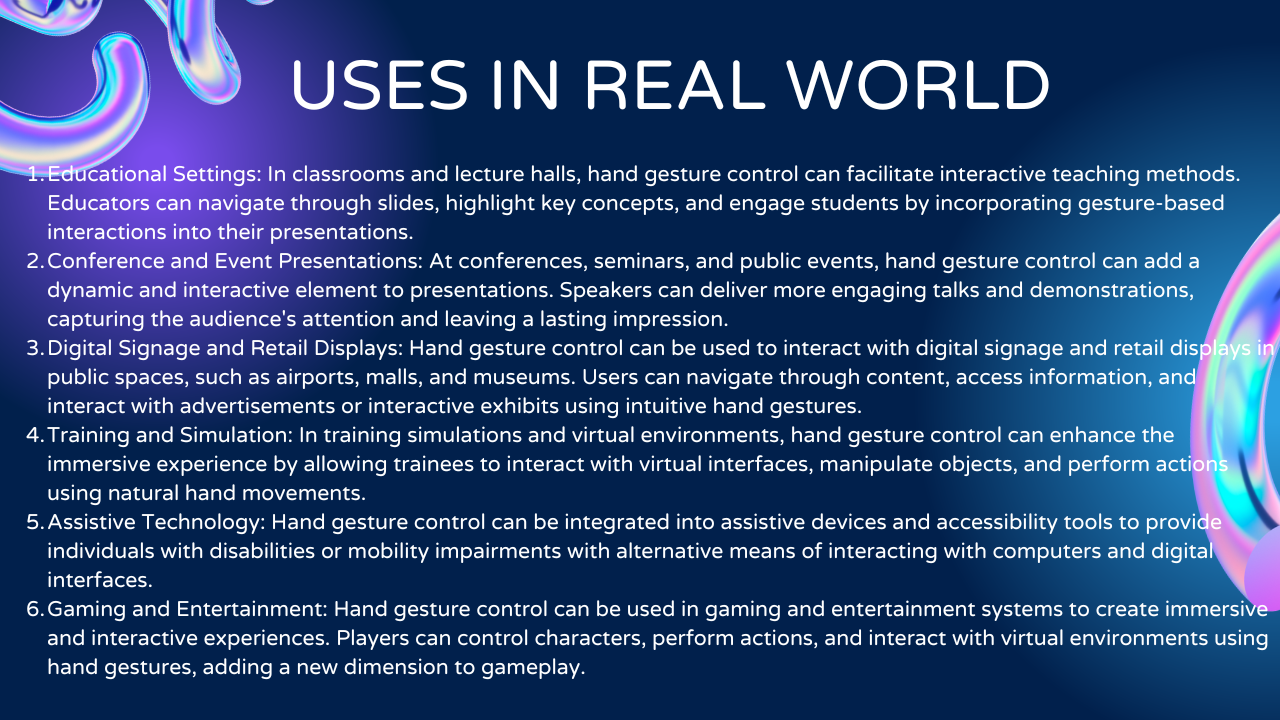 USES IN REAL WORLD
1. Educational Settings: In classrooms and lecture halls, hand gesture control can facilitate interactive teaching methods.
Educators can navigate through slides, highlight key concepts, and engage students by incorporating gesture-based
interactions into their presentations.
2. Conference and Event Presentations: At conferences, seminars, and public events, hand gesture control can add a
dynamic and interactive element to presentations. Speakers can deliver more engaging talks and demonstrations,
capturing the audience's attention and leaving a lasting impression.
3. Digital Signage and Retail Displays: Hand gesture control can be used to interact with digital signage and retail displays in
public spaces, such as airports, malls, and museums. Users can navigate through content, access information, and
interact with advertisements or interactive exhibits using intuitive hand gestures.
4. Training and Simulation: In training simulations and virtual environments, hand gesture control can enhance the
immersive experience by allowing trainees to interact with virtual interfaces, manipulate objects, and perform actions
using natural hand movements.
5. Assistive Technology: Hand gesture control can be integrated into assistive devices and accessibility tools to provide
individuals with disabilities or mobility impairments with alternative means of interacting with computers and digital
interfaces.
6. Gaming and Entertainment: Hand gesture control can be used in gaming and entertainment systems to create immersive
and interactive experiences. Players can control characters, perform actions, and interact with virtual environments using
hand gestures, adding a new dimension to gameplay.